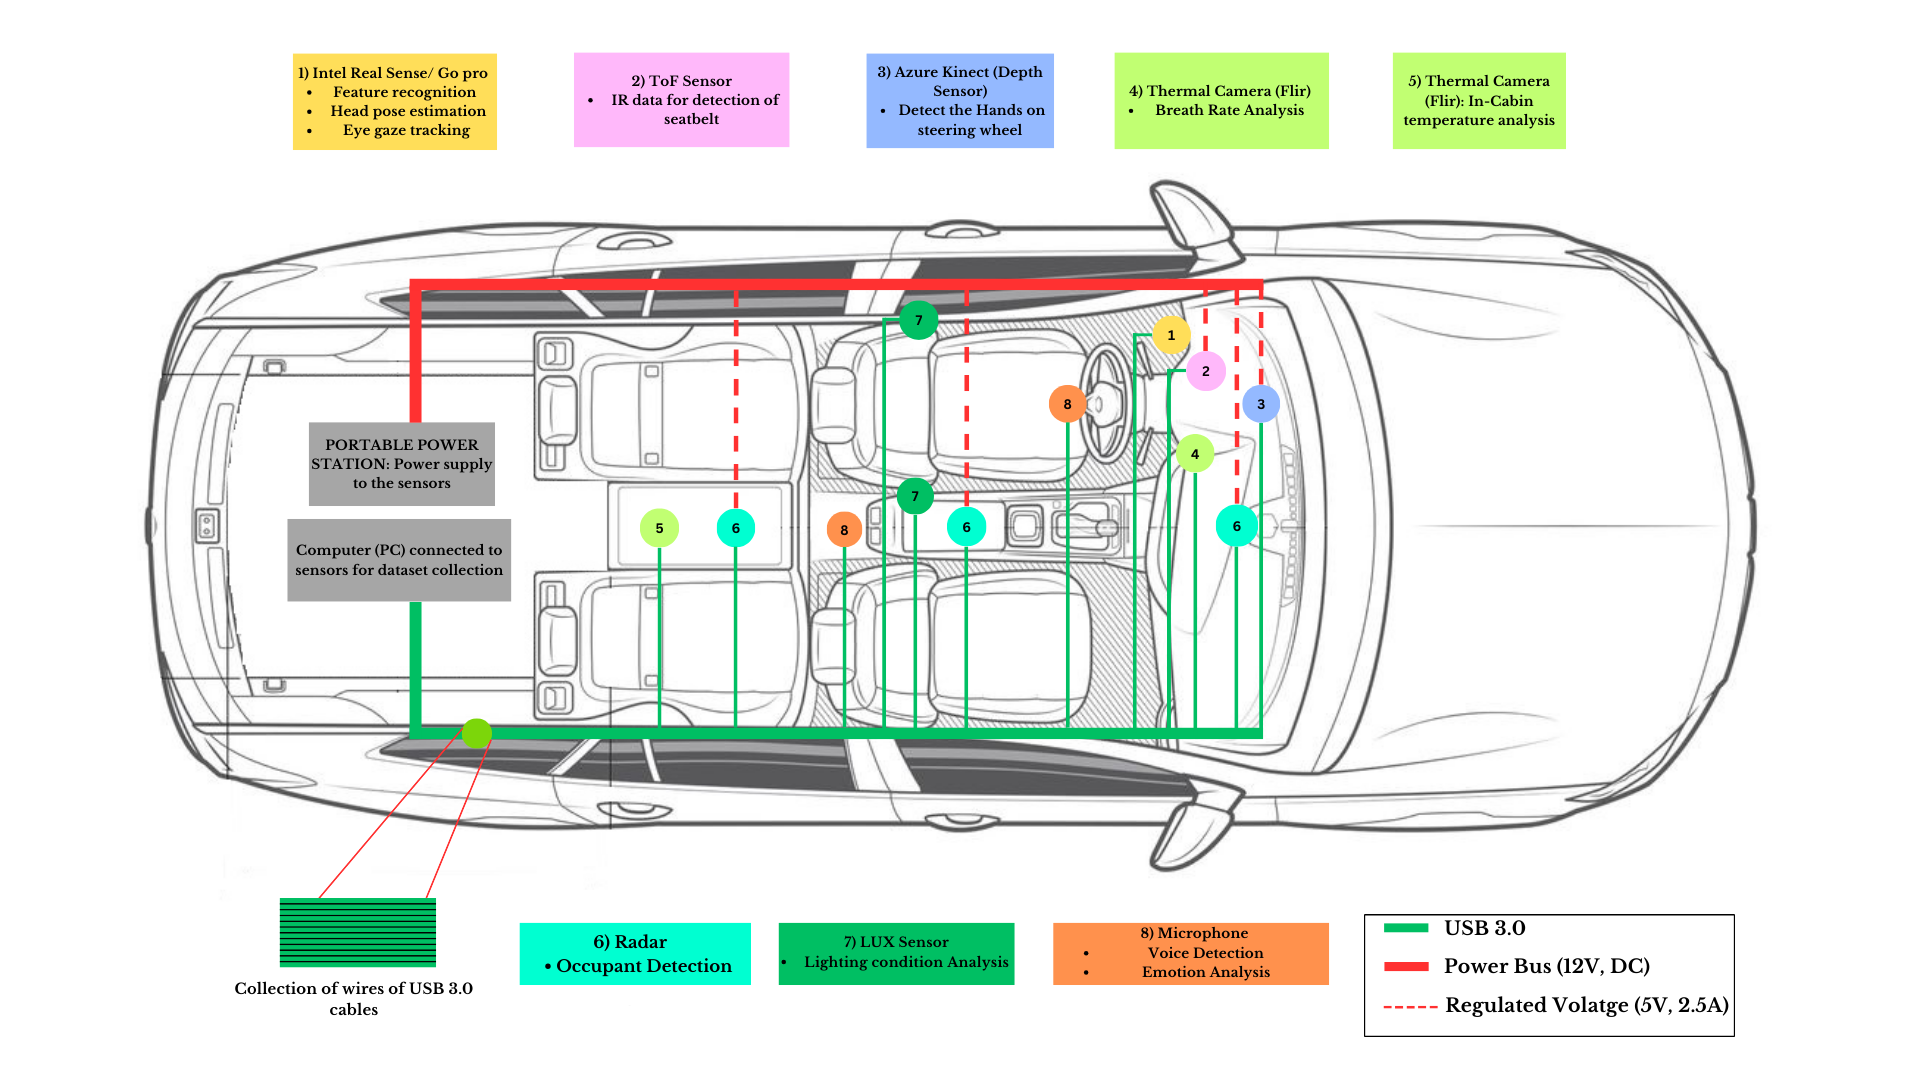 1) Intel Real Sense/ Go pro
• Feature recognition
• Head pose estimation
• Eye gaze tracking
2) ToF Sensor
• IR data for detection of
seatbelt
3) Azure Kinect (Depth
Sensor)
• Detect the Hands on
steering wheel
4) Thermal Camera (Flir)
• Breath Rate Analysis
5) Thermal Camera
(Flir): In-Cabin
temperature analysis
7
1
2
8
3
PORTABLE POWER
STATION: Power supply
to the sensors
4
7
5
6
8
6
6
Computer (PC) connected to
sensors for dataset collection
Collection of wires of USB 3.0
cables
6) Radar
• Occupant Detection
7) LUX Sensor
• Lighting condition Analysis
8) Microphone
• Voice Detection
• Emotion Analysis
USB 3.0
Power Bus (12V, DC)
Regulated Volatge (5V, 2.5A)